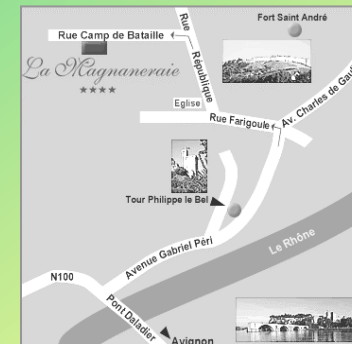 Fort Saint André
Rue Camp de Bataille
Rue
République
La Magnaneraie
★★★★
Eglise
Rue Farigoule
Av. Charles de Gau
Tour Philippe le Bel
Le Rhône
Avenue Gabriel Péri
N100
Pont Daladier
Avignon